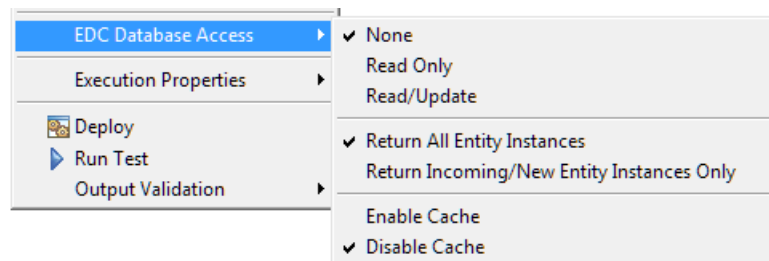 EDC Database Access
Execution Properties
Deploy
Run Test
Output Validation
None
Read Only
Read/Update
Return All Entity Instances
Return Incoming/New Entity Instances Only
Enable Cache
Disable Cache